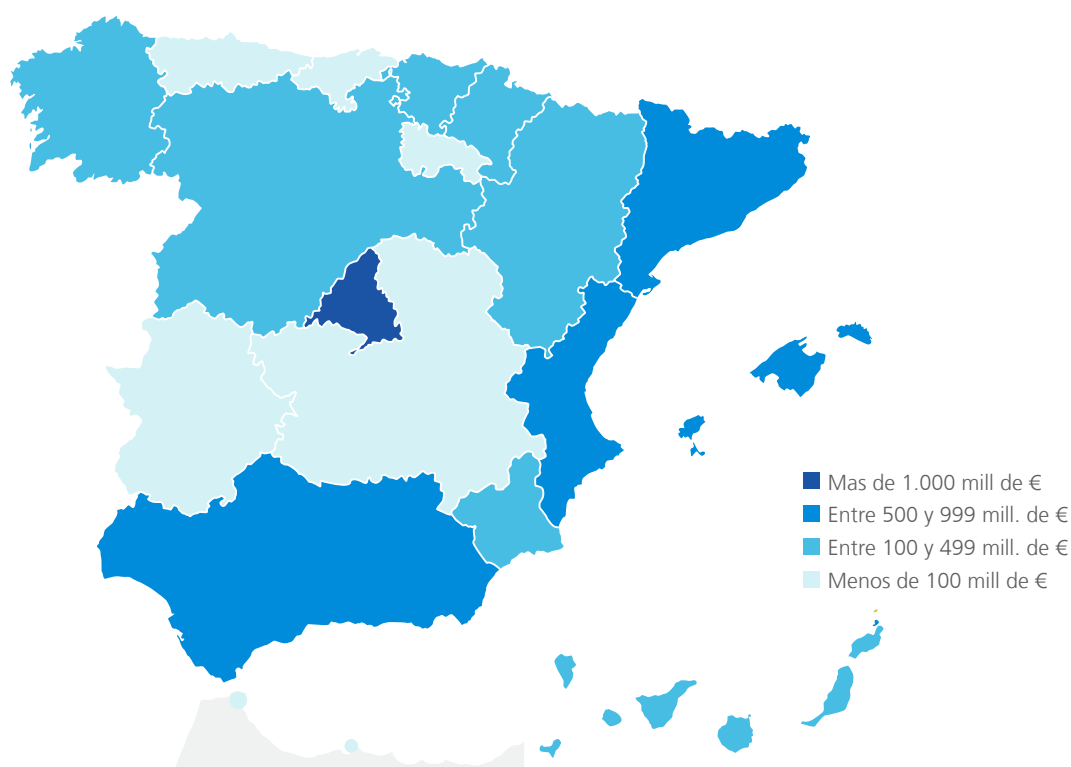 Mas de 1.000 mill de €
Entre 500 y 999 mill. de €
Entre 100 y 499 mill. de €
Menos de 100 mill de €